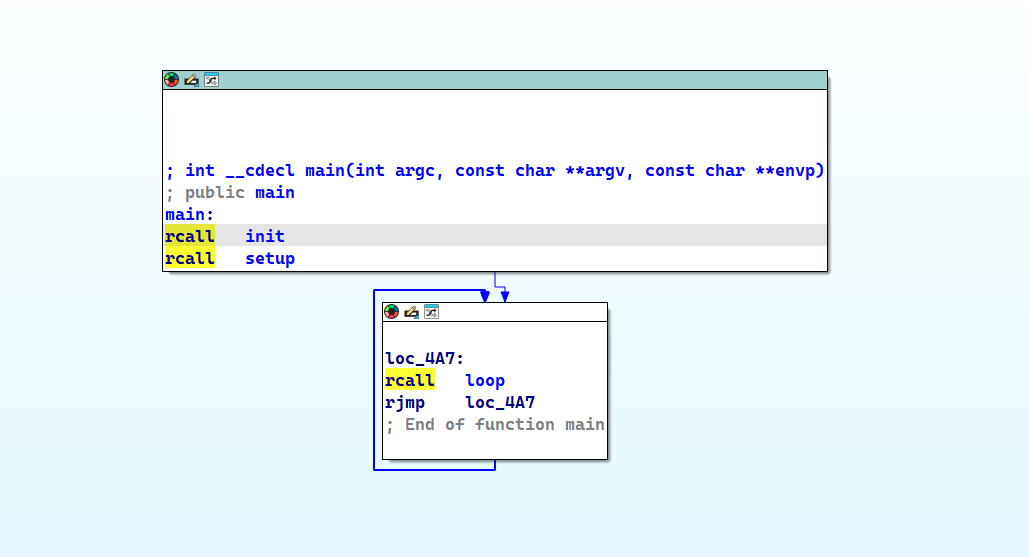 ; int __cdecl main(int argc, const char **argv, const char **envp)
; public main
main:
rcall   init
rcall   setup
loc_4A7:
rcall   loop
rjmp    loc_4A7
; End of function main